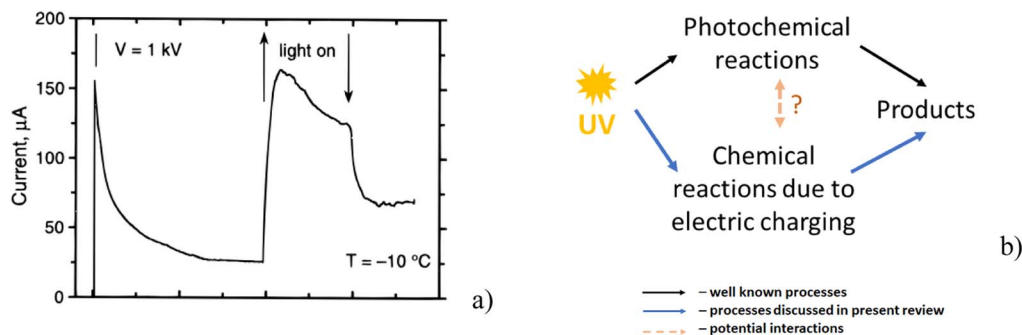 200
150
100
50
0
Current, µA
V = 1 kV
light on
T = –10 ºC
a)
Photochemical
reactions
?
UV
Products
Chemical
reactions due to
electric charging
b)
– well known processes
– processes discussed in present review
– potential interactions